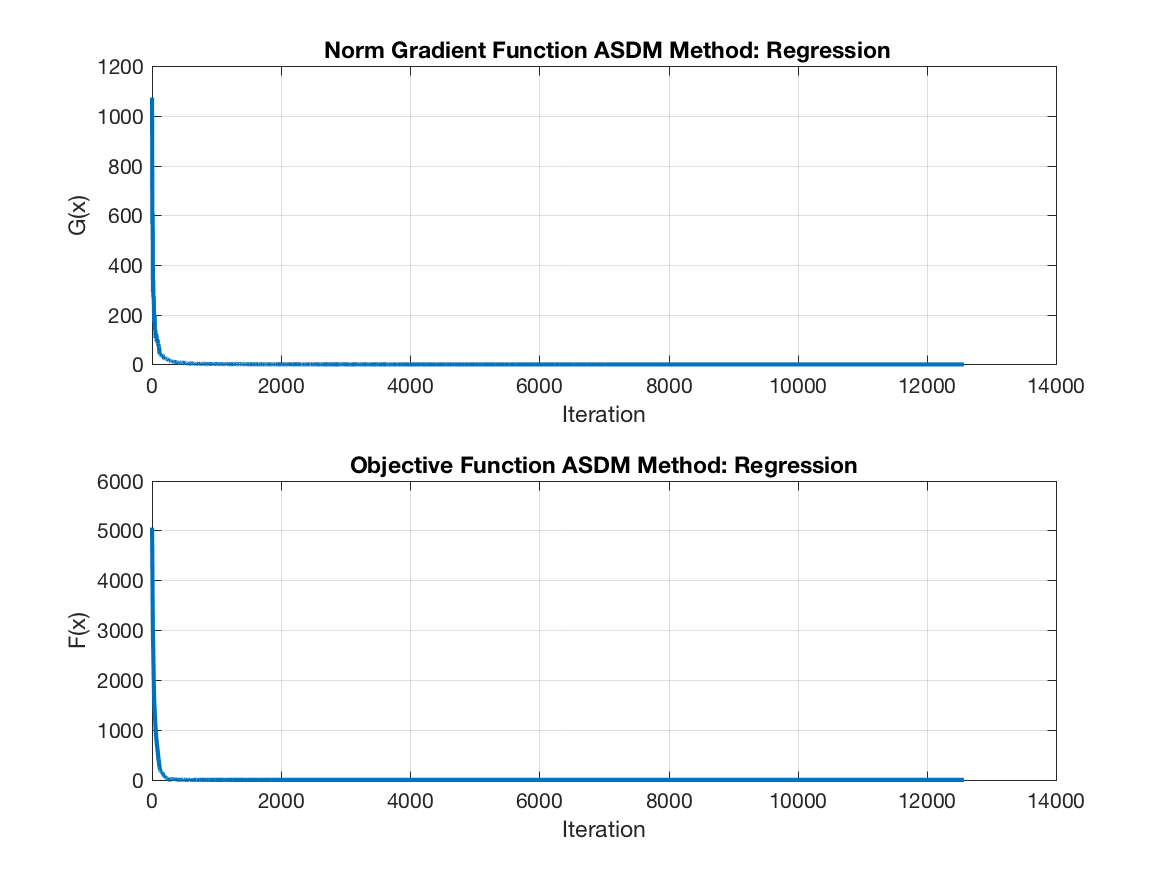 Norm Gradient Function ASDM Method: Regression
1200
1000
800
600
400
200
0
G(x)
0 2000 4000 6000 8000 10000 12000 14000
Iteration
Objective Function ASDM Method: Regression
6000
5000
4000
3000
2000
1000
0
F(x)
0 2000 4000 6000 8000 10000 12000 14000
Iteration